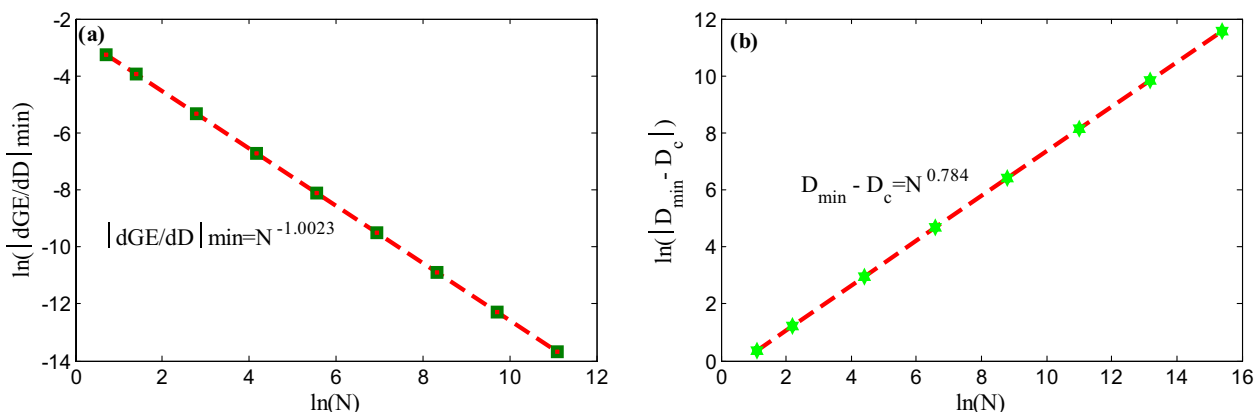 (a)
-2
-4
-6
-8
-10
-12
-14
ln(|dGE/dD|min)
|dGE/dD|min=N^-1.0023
0 2 4 6 8 10 12
ln(N)
(b)
12
10
8
6
4
2
0
ln(|D_min - D_c|)
D_min - D_c=N^0.784
0 2 4 6 8 10 12 14 16
ln(N)